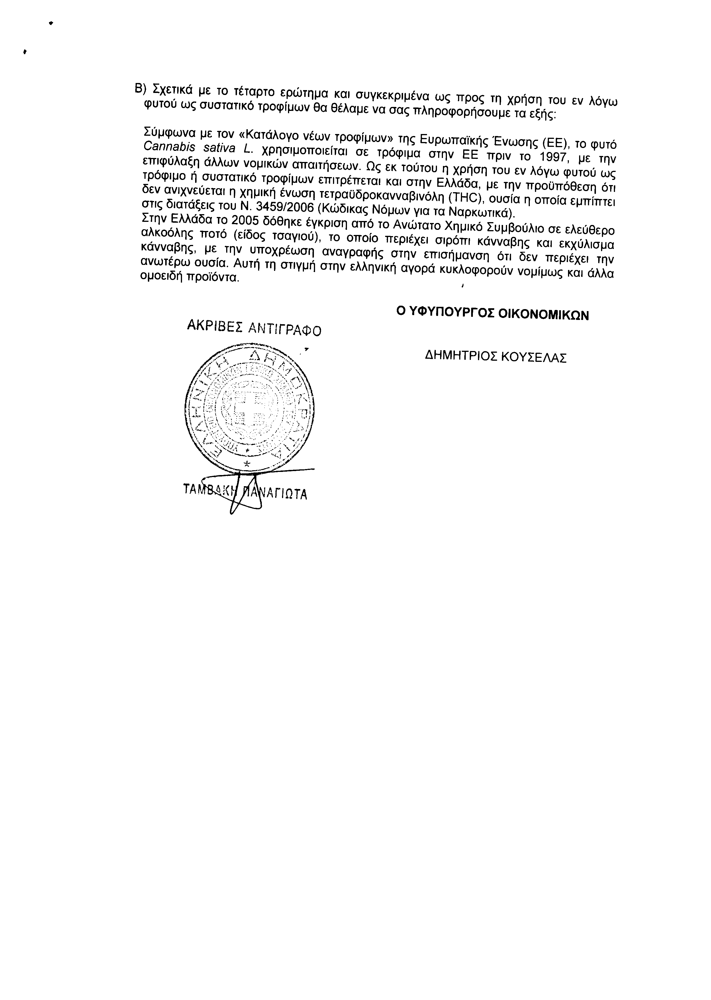 Β) Σχετικά με το τέταρτο ερώτημα και συγκεκριμένα ως προς τη χρήση του εν λόγω
φυτού ως συστατικό τροφίμων θα θέλαμε να σας πληροφορήσουμε τα εξής:
Σύμφωνα με τον «Κατάλογο νέων τροφίμων» της Ευρωπαϊκής Ένωσης (ΕΕ), το φυτό
Cannabis sativa L. χρησιμοποιείται σε τρόφιμα στην ΕΕ πριν το 1997, με την
επιφύλαξη άλλων νομικών απαιτήσεων. Ως εκ τούτου η χρήση του εν λόγω φυτού ως
τρόφιμο ή συστατικό τροφίμων επιτρέπεται και στην Ελλάδα, με την προϋπόθεση ότι
δεν ανιχνεύεται η χημική ένωση τετραϋδροκανναβινόλη (THC), ουσία η οποία εμπίπτει
στις διατάξεις του Ν. 3459/2006 (Κώδικας Νόμων για τα Ναρκωτικά).
Στην Ελλάδα το 2005 δόθηκε έγκριση από το Ανώτατο Χημικό Συμβούλιο σε ελεύθερο
αλκοόλης ποτό (είδος τσαγιού), το οποίο περιέχει σιρόπι κάνναβης και εκχύλισμα
κάνναβης, με την υποχρέωση αναγραφής στην επισήμανση ότι δεν περιέχει την
ανωτέρω ουσία. Αυτή τη στιγμή στην ελληνική αγορά κυκλοφορούν νομίμως και άλλα
ομοειδή προϊόντα.
Ο ΥΦΥΠΟΥΡΓΟΣ ΟΙΚΟΝΟΜΙΚΩΝ
ΑΚΡΙΒΕΣ ΑΝΤΙΓΡΑΦΟ
ΔΗΜΗΤΡΙΟΣ ΚΟΥΣΕΛΑΣ
ΕΛΛΗΝΙΚΗ ΔΗΜΟΚΡΑΤΙΑ
ΤΑΜΒΑΚΗ ΠΑΝΑΓΙΩΤΑ